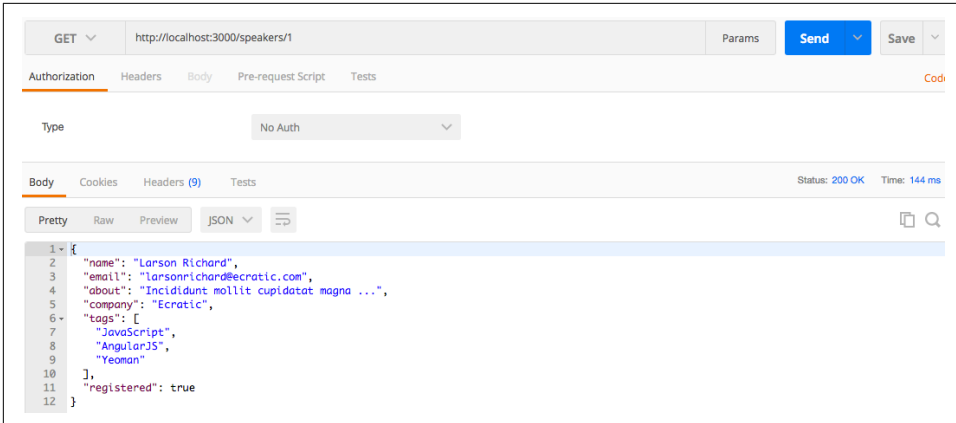 GET http://localhost:3000/speakers/1 Params Send Save
Authorization Headers Body Pre-request Script Tests Code
Type No Auth
Body Cookies Headers (9) Tests Status: 200 OK Time: 144 ms
Pretty Raw Preview JSON
1 {
2 "name": "Larson Richard",
3 "email": "larsonrichard@ecratic.com",
4 "about": "Incididunt mollit cupidatat magna ...",
5 "company": "Ecratic",
6 "tags": [
7 "JavaScript",
8 "AngularJS",
9 "Yeoman"
10 ],
11 "registered": true
12 }